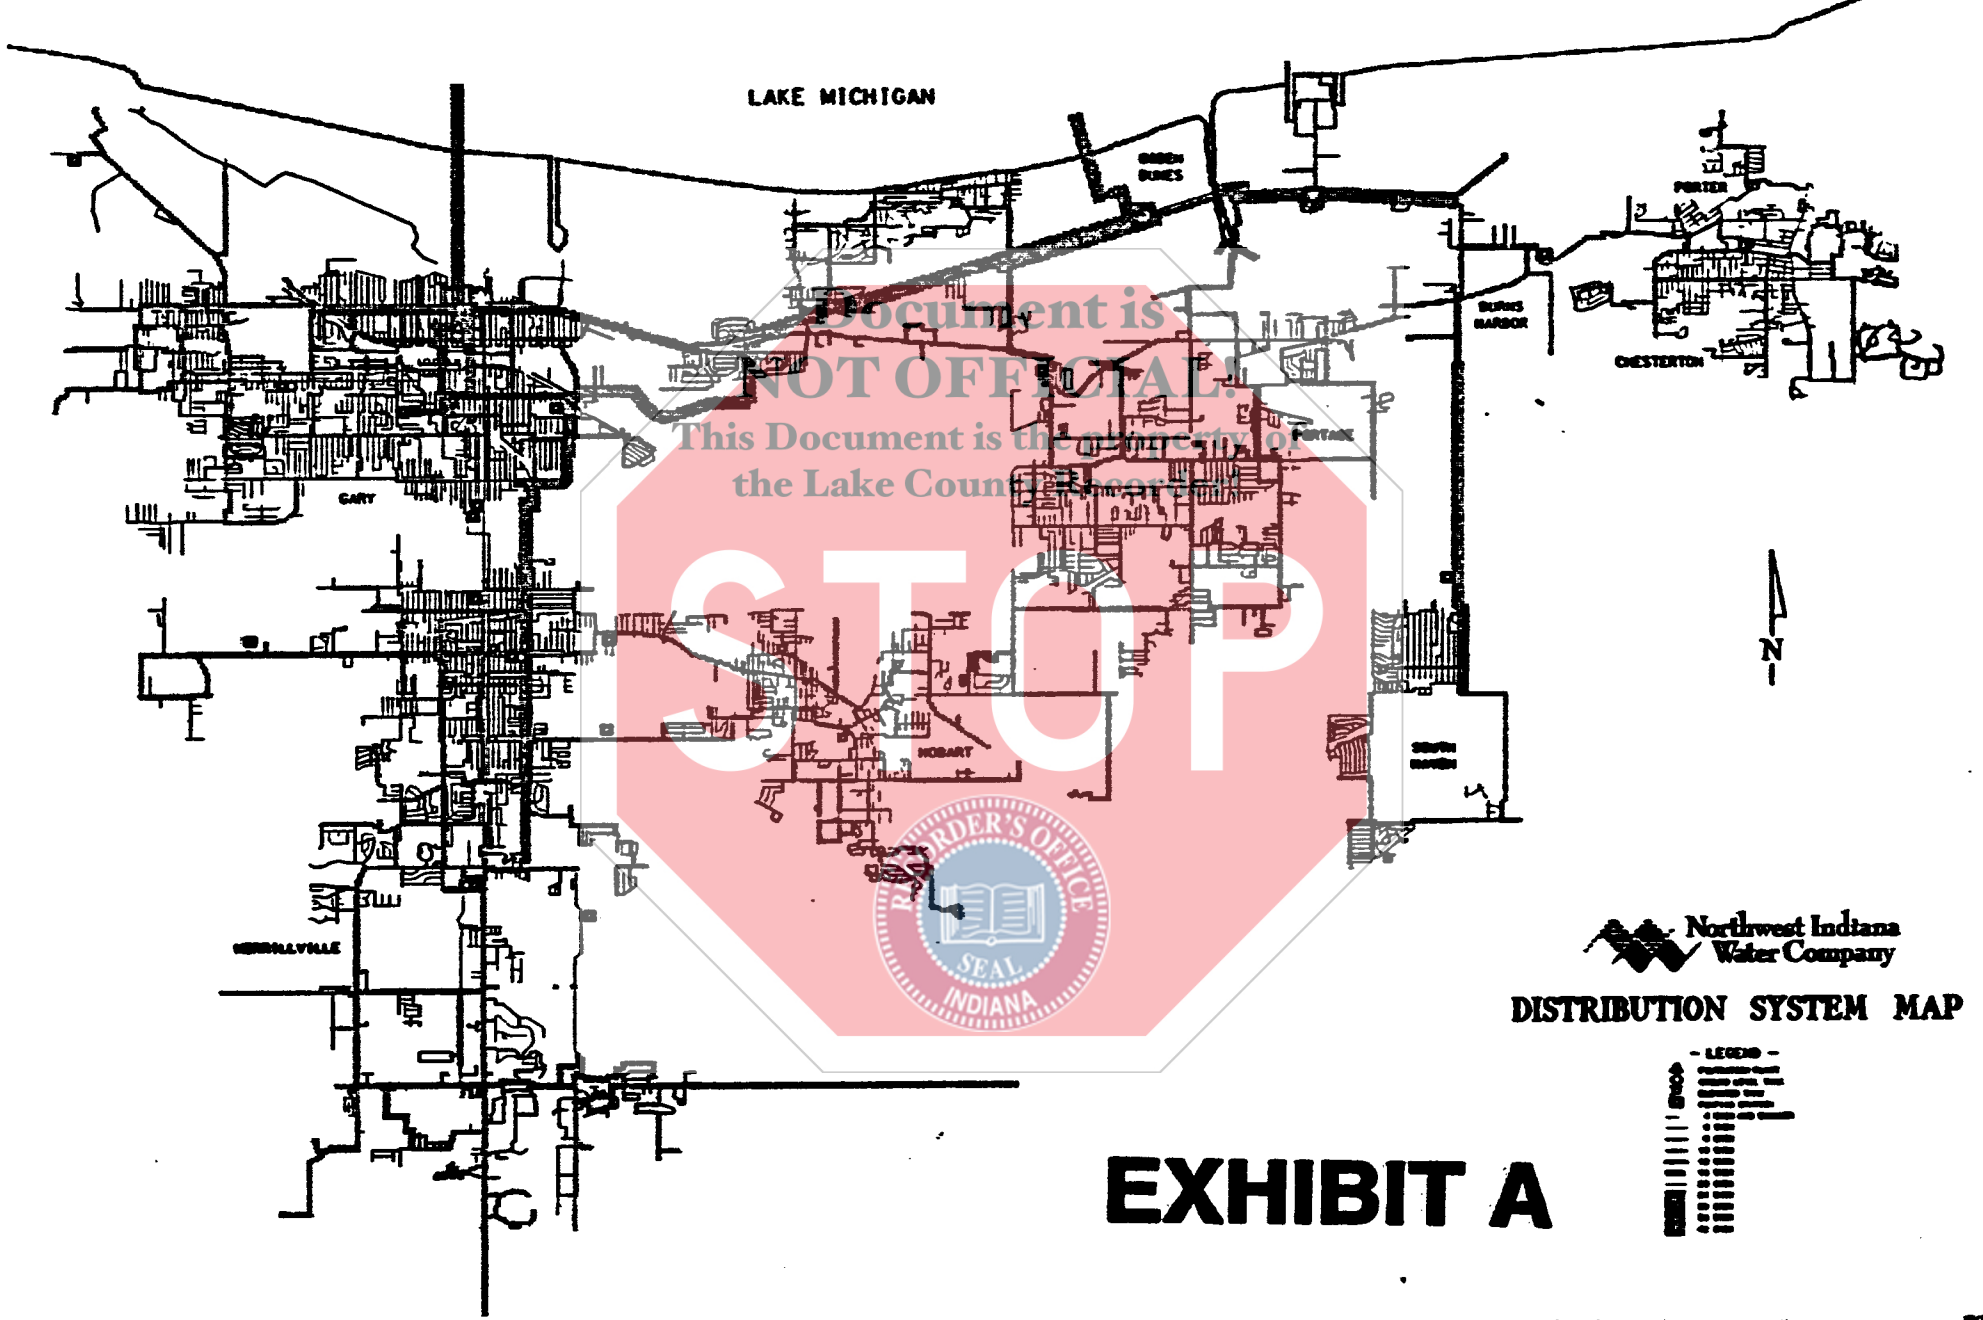 LAKE MICHIGAN
OGDEN
DUNES
PORTER
BURNS
HARBOR
CHESTERTON
Document is
NOT OFFICIAL!
This Document is the property of
the Lake County Recorder!
PORTAGE
GARY
STOP
N
HOBART
SOUTH
HAVEN
RECORDER'S OFFICE
SEAL
INDIANA
MERRILLVILLE
Northwest Indiana
Water Company
DISTRIBUTION SYSTEM MAP
- LEGEND -
EXHIBIT A